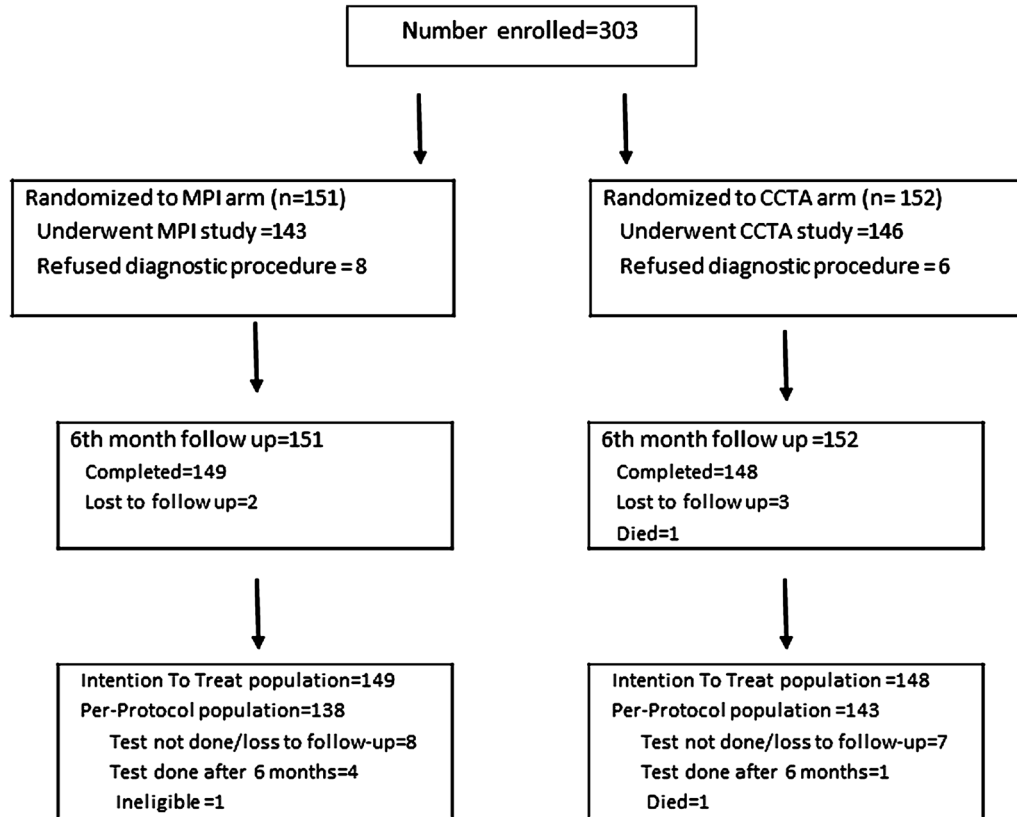 Number enrolled=303
Randomized to MPI arm (n=151)
Underwent MPI study =143
Refused diagnostic procedure = 8
Randomized to CCTA arm (n= 152)
Underwent CCTA study =146
Refused diagnostic procedure = 6
6th month follow up=151
Completed=149
Lost to follow up=2
6th month follow up =152
Completed=148
Lost to follow up=3
Died=1
Intention To Treat population=149
Per-Protocol population=138
Test not done/loss to follow-up=8
Test done after 6 months=4
Ineligible =1
Intention To Treat population =148
Per-Protocol population =143
Test not done/loss to follow-up=7
Test done after 6 months=1
Died=1